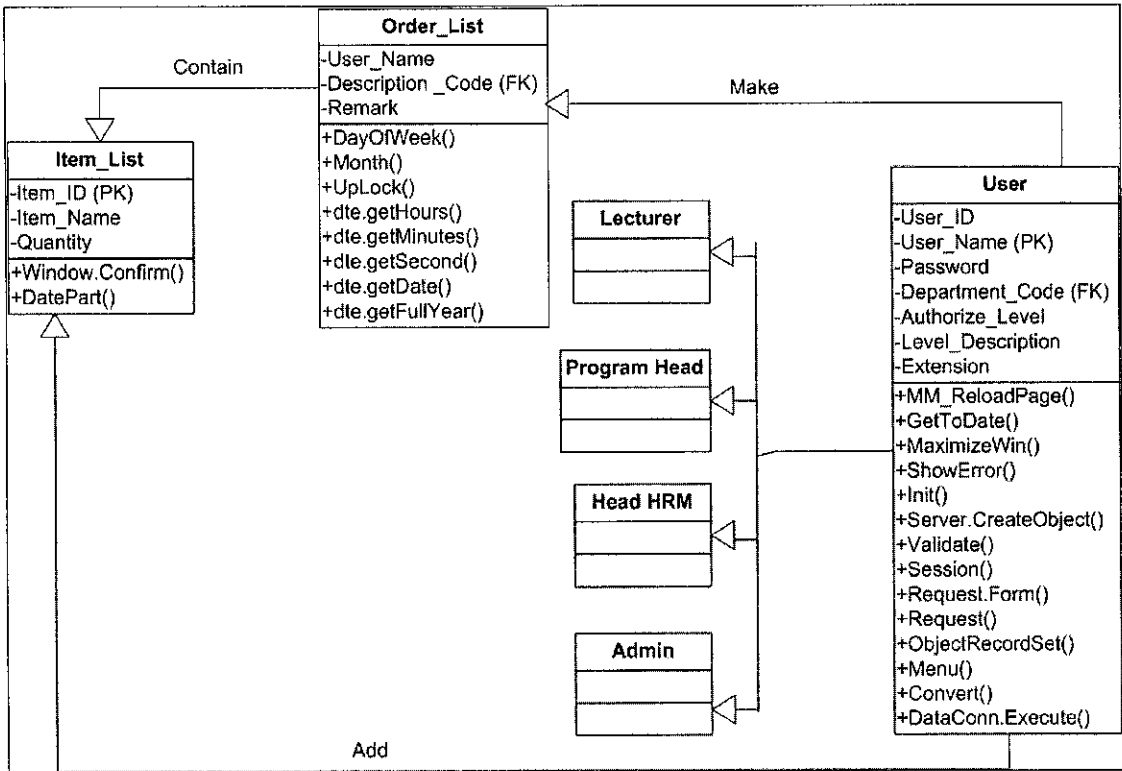 Order_List
-User_Name
-Description _Code (FK)
-Remark
+DayOfWeek()
+Month()
+UpLock()
+dte.getHours()
+dte.getMinutes()
+dte.getSecond()
+dte.getDate()
+dte.getFullYear()
Contain
Make
Item_List
-Item_ID (PK)
-Item_Name
-Quantity
+Window.Confirm()
+DatePart()
Lecturer
Program Head
Head HRM
Admin
User
-User_ID
-User_Name (PK)
-Password
-Department_Code (FK)
-Authorize_Level
-Level_Description
-Extension
+MM_ReloadPage()
+GetToDate()
+MaximizeWin()
+ShowError()
+Init()
+Server.CreateObject()
+Validate()
+Session()
+Request.Form()
+Request()
+ObjectRecordSet()
+Menu()
+Convert()
+DataConn.Execute()
Add